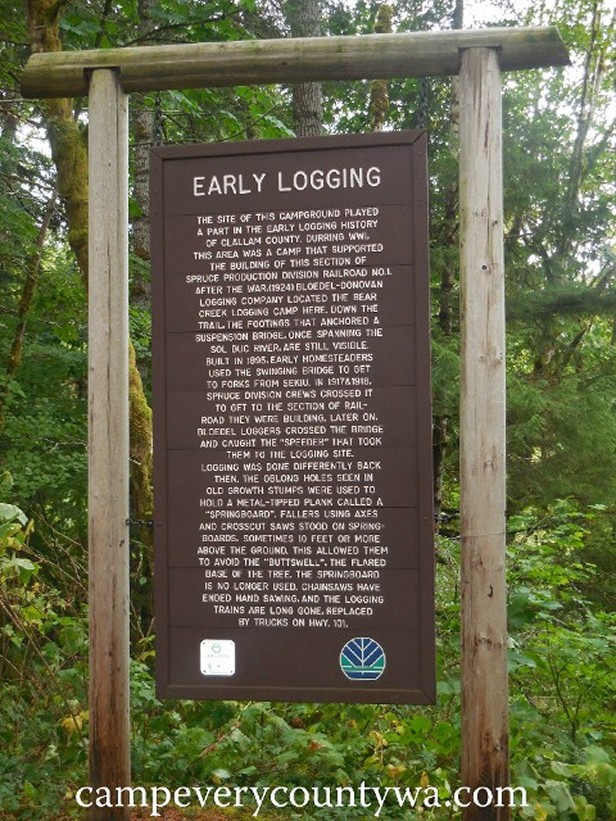 EARLY LOGGING
THE SITE OF THIS CAMPGROUND PLAYED
A PART IN THE EARLY LOGGING HISTORY
OF CLALLAM COUNTY. DURRING WWI,
THIS AREA WAS A CAMP THAT SUPPORTED
THE BUILDING OF THIS SECTION OF
SPRUCE PRODUCTION DIVISION RAILROAD NO.1.
AFTER THE WAR,(1924) BLOEDEL-DONOVAN
LOGGING COMPANY LOCATED THE BEAR
CREEK LOGGING CAMP HERE. DOWN THE
TRAIL, THE FOOTINGS THAT ANCHORED A
SUSPENSION BRIDGE, ONCE SPANNING THE
SOL DUC RIVER, ARE STILL VISIBLE.
BUILT IN 1895, EARLY HOMESTEADERS
USED THE SWINGING BRIDGE TO GET
TO FORKS FROM SEKIU. IN 1917&1918,
SPRUCE DIVISION CREWS CROSSED IT
TO GET TO THE SECTION OF RAIL-
ROAD THEY WERE BUILDING. LATER ON,
BLOEDEL LOGGERS CROSSED THE BRIDGE
AND CAUGHT THE "SPEEDER" THAT TOOK
THEM TO THE LOGGING SITE.
LOGGING WAS DONE DIFFERENTLY BACK
THEN. THE OBLONG HOLES SEEN IN
OLD GROWTH STUMPS WERE USED TO
HOLD A METAL-TIPPED PLANK CALLED A
"SPRINGBOARD". FALLERS USING AXES
AND CROSSCUT SAWS STOOD ON SPRING-
BOARDS, SOMETIMES 10 FEET OR MORE
ABOVE THE GROUND. THIS ALLOWED THEM
TO AVOID THE "BUTTSWELL", THE FLARED
BASE OF THE TREE. THE SPRINGBOARD
IS NO LONGER USED. CHAINSAWS HAVE
ENDED HAND SAWING, AND THE LOGGING
TRAINS ARE LONG GONE, REPLACED
BY TRUCKS ON HWY. 101.
campeverycountywa.com